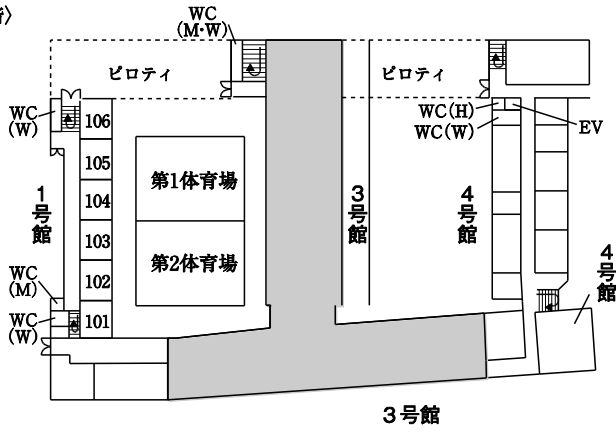 WC
(M·W)
ピロティ
ピロティ
WC
(W)
106
105
104
103
102
101
第1体育場
第2体育場
1号館
3号館
4号館
WC(H)
WC(W)
EV
4号館
WC
(M)
WC
(W)
3号館